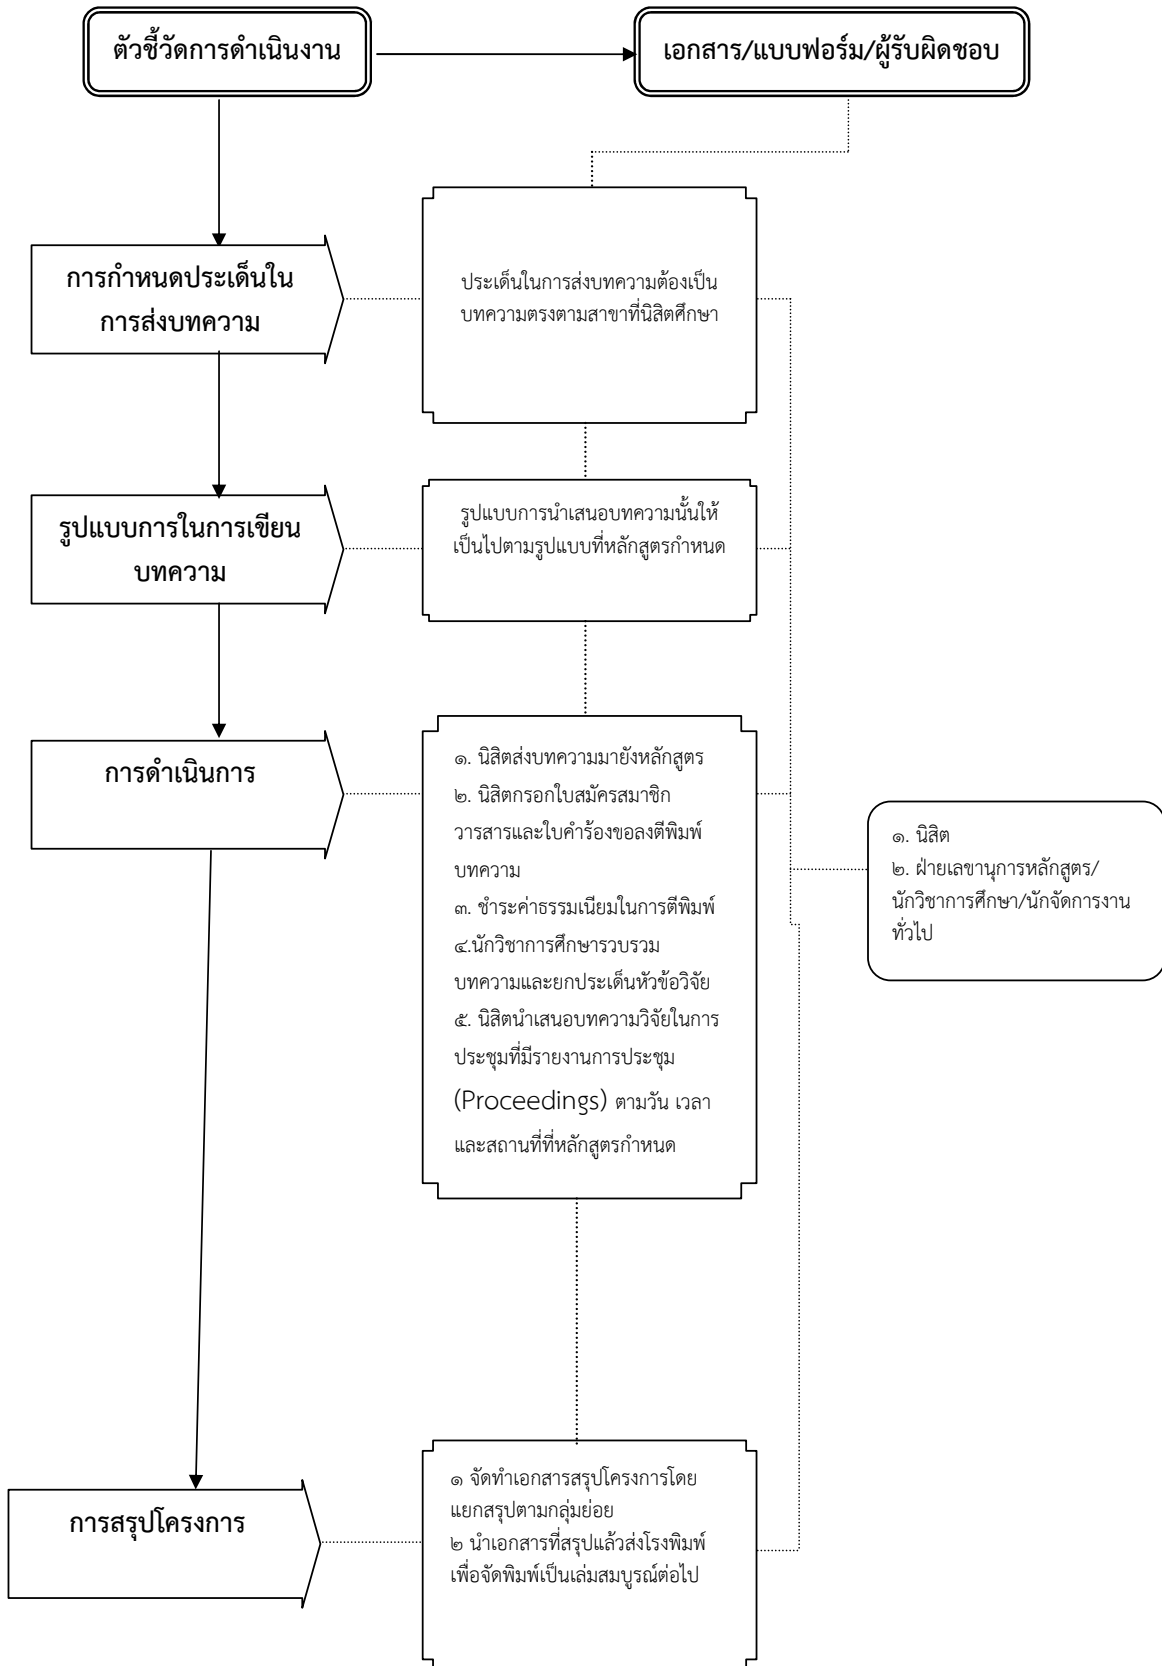 ตัวชี้วัดการดำเนินงาน
เอกสาร/แบบฟอร์ม/ผู้รับผิดชอบ
การกำหนดประเด็นใน
การส่งบทความ
ประเด็นในการส่งบทความต้องเป็น
บทความตรงตามสาขาที่นิสิตศึกษา
รูปแบบการในการเขียน
บทความ
รูปแบบการนำเสนอบทความนั้นให้
เป็นไปตามรูปแบบที่หลักสูตรกำหนด
การดำเนินการ
๑. นิสิตส่งบทความมายังหลักสูตร
๒. นิสิตกรอกใบสมัครสมาชิก
วารสารและใบคำร้องขอลงตีพิมพ์
บทความ
๓. ชำระค่าธรรมเนียมในการตีพิมพ์
๔.นักวิชาการศึกษารวบรวม
บทความและยกประเด็นหัวข้อวิจัย
๕. นิสิตนำเสนอบทความวิจัยในการ
ประชุมที่มีรายงานการประชุม
(Proceedings) ตามวัน เวลา
และสถานที่ที่หลักสูตรกำหนด
๑. นิสิต
๒. ฝ่ายเลขานุการหลักสูตร/
นักวิชาการศึกษา/นักจัดการงาน
ทั่วไป
การสรุปโครงการ
๑ จัดทำเอกสารสรุปโครงการโดย
แยกสรุปตามกลุ่มย่อย
๒ นำเอกสารที่สรุปแล้วส่งโรงพิมพ์
เพื่อจัดพิมพ์เป็นเล่มสมบูรณ์ต่อไป